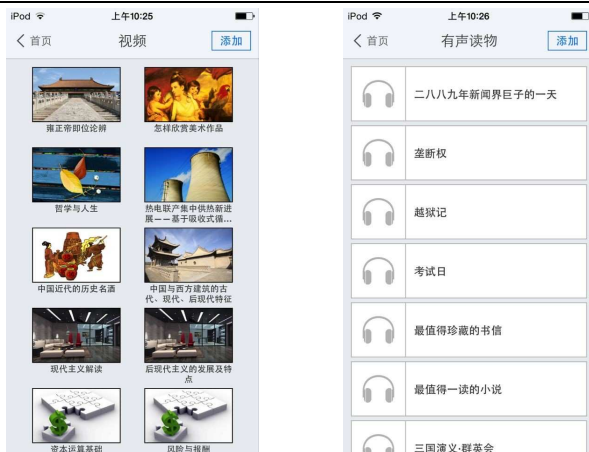 iPod 上午10:25
首页 视频 添加
雍正帝即位论辨 怎样欣赏美术作品
哲学与人生 热电联产集中供热新进
展——基于吸收式循...
中国近代的历史名酒 中国与西方建筑的古
代、现代、后现代特征
现代主义解读 后现代主义的发展及特
点
资本运算基础 风险与报酬
iPod 上午10:26
首页 有声读物 添加
二八八九年新闻界巨子的一天
垄断权
越狱记
考试日
最值得珍藏的书信
最值得一读的小说
三国演义·群英会